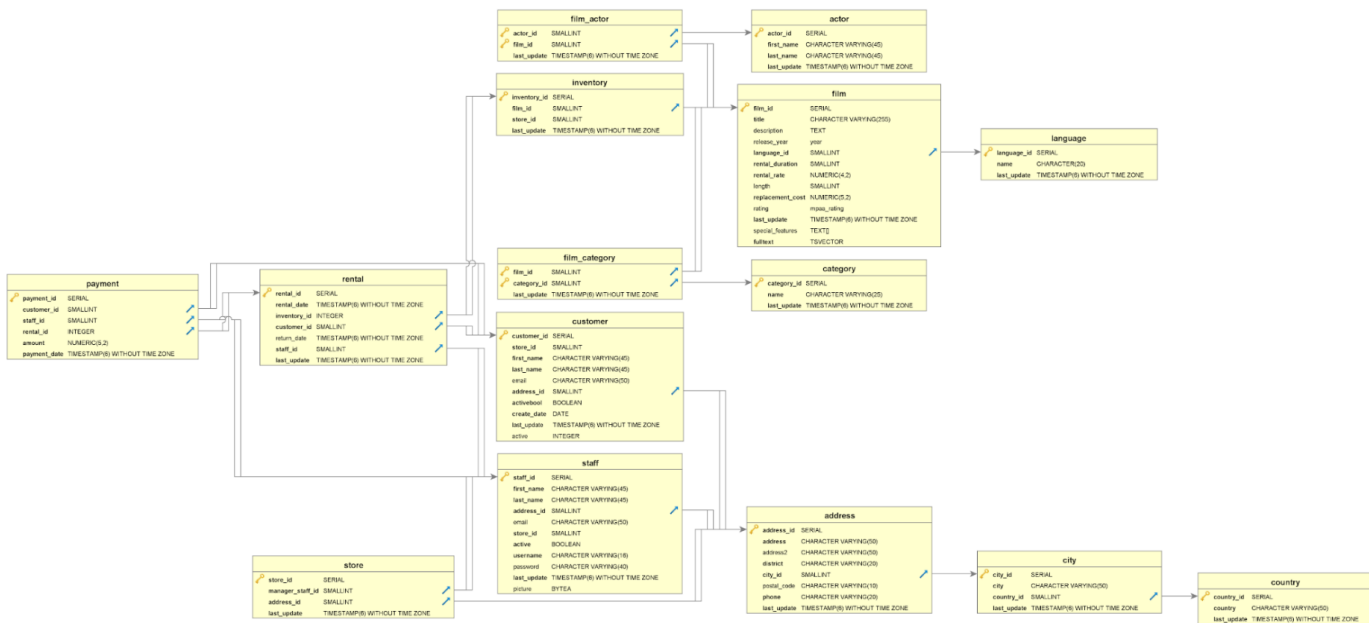 film_actor
actor_id SMALLINT
film_id SMALLINT
last_update TIMESTAMP(6) WITHOUT TIME ZONE
actor
actor_id SERIAL
first_name CHARACTER VARYING(45)
last_name CHARACTER VARYING(45)
last_update TIMESTAMP(6) WITHOUT TIME ZONE
inventory
inventory_id SERIAL
film_id SMALLINT
store_id SMALLINT
last_update TIMESTAMP(6) WITHOUT TIME ZONE
film
film_id SERIAL
title CHARACTER VARYING(255)
description TEXT
release_year year
language_id SMALLINT
rental_duration SMALLINT
rental_rate NUMERIC(4,2)
length SMALLINT
replacement_cost NUMERIC(5,2)
rating mpaa_rating
last_update TIMESTAMP(6) WITHOUT TIME ZONE
special_features TEXT[]
fulltext TSVECTOR
language
language_id SERIAL
name CHARACTER(20)
last_update TIMESTAMP(6) WITHOUT TIME ZONE
film_category
film_id SMALLINT
category_id SMALLINT
last_update TIMESTAMP(6) WITHOUT TIME ZONE
category
category_id SERIAL
name CHARACTER VARYING(25)
last_update TIMESTAMP(6) WITHOUT TIME ZONE
payment
payment_id SERIAL
customer_id SMALLINT
staff_id SMALLINT
rental_id INTEGER
amount NUMERIC(5,2)
payment_date TIMESTAMP(6) WITHOUT TIME ZONE
rental
rental_id SERIAL
rental_date TIMESTAMP(6) WITHOUT TIME ZONE
inventory_id INTEGER
customer_id SMALLINT
return_date TIMESTAMP(6) WITHOUT TIME ZONE
staff_id SMALLINT
last_update TIMESTAMP(6) WITHOUT TIME ZONE
customer
customer_id SERIAL
store_id SMALLINT
first_name CHARACTER VARYING(45)
last_name CHARACTER VARYING(45)
email CHARACTER VARYING(50)
address_id SMALLINT
activebool BOOLEAN
create_date DATE
last_update TIMESTAMP(6) WITHOUT TIME ZONE
active INTEGER
staff
staff_id SERIAL
first_name CHARACTER VARYING(45)
last_name CHARACTER VARYING(45)
address_id SMALLINT
email CHARACTER VARYING(50)
store_id SMALLINT
active BOOLEAN
username CHARACTER VARYING(16)
password CHARACTER VARYING(40)
last_update TIMESTAMP(6) WITHOUT TIME ZONE
picture BYTEA
store
store_id SERIAL
manager_staff_id SMALLINT
address_id SMALLINT
last_update TIMESTAMP(6) WITHOUT TIME ZONE
address
address_id SERIAL
address CHARACTER VARYING(50)
address2 CHARACTER VARYING(50)
district CHARACTER VARYING(20)
city_id SMALLINT
postal_code CHARACTER VARYING(10)
phone CHARACTER VARYING(20)
last_update TIMESTAMP(6) WITHOUT TIME ZONE
city
city_id SERIAL
city CHARACTER VARYING(50)
country_id SMALLINT
last_update TIMESTAMP(6) WITHOUT TIME ZONE
country
country_id SERIAL
country CHARACTER VARYING(50)
last_update TIMESTAMP(6) WITHOUT TIME ZONE